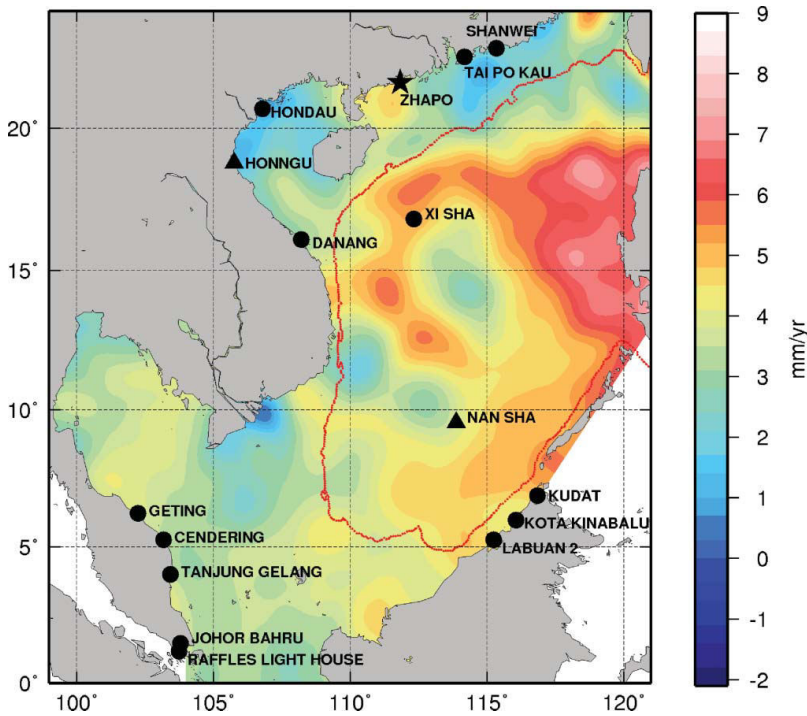 SHANWEI
TAI PO KAU
ZHAPO
HONDAU
HONNGU
XI SHA
DANANG
NAN SHA
GETING
KUDAT
CENDERING
KOTA KINABALU
LABUAN 2
TANJUNG GELANG
JOHOR BAHRU
RAFFLES LIGHT HOUSE
20°
15°
10°
5°
0°
100°
105°
110°
115°
120°
9
8
7
6
5
4
3
2
1
0
-1
-2
mm/yr